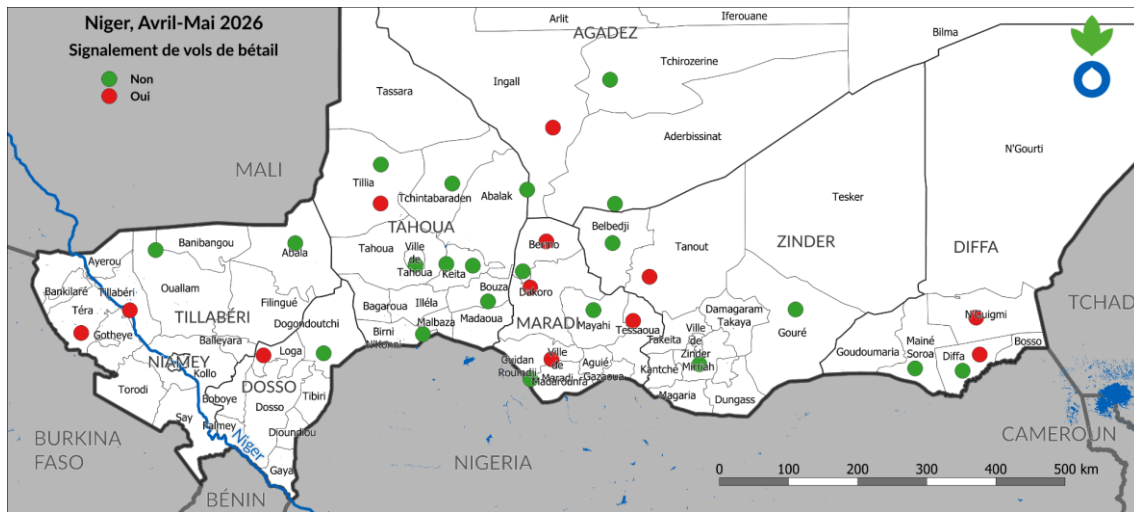 Niger, Avril-Mai 2026
Signalement de vols de bétail
Non
Oui
Arlit
Iferouane
AGADEZ
Bilma
Tchirozerine
Ingall
Tassara
Aderbissinat
N'Gourti
MALI
Tillia
Tchintabaraden
Abalak
Tesker
TAHOUA
Belbedji
Banibangou
Abala
Tahoua
Ville
de
Tahoua
Keita
Bermo
Tanout
ZINDER
DIFFA
Ayerou
Ouallam
Bankilaré
Tillabéri
Filingué
Bouza
Dakoro
TCHAD
Téra
Bagaroua
Illéla
Madaoua
TILLABÉRI
Dogondoutchi
Malbaza
MARADI
Mayahi
Damagaram
Takaya
Gouré
N'Guigmi
Gotheye
Birni
N'Konni
Tessaoua
Takeita
Ville
de
Zinder
Mirriah
Balleyara
Loga
Goudoumaria
Mainé
Soroa
Diffa
Bosso
NIAMEY
Kollo
Guidan
Roumdji
Ville
de
Maradi
Aguié
Gazaoua
Madarounfa
Kantché
Torodi
DOSSO
Boboye
Tibiri
Magaria
Dungass
Say
Falmey
Dosso
Dioundiou
BURKINA
FASO
Niger
Gaya
NIGERIA
CAMEROUN
BÉNIN
0 100 200 300 400 500 km